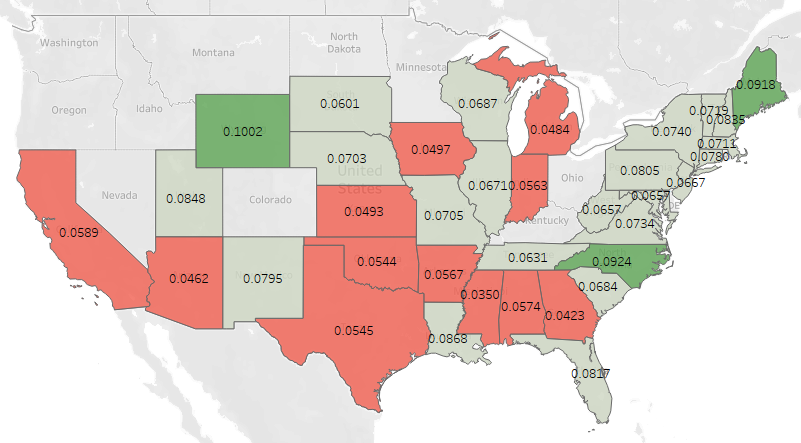 Washington
Montana
North
Dakota
Minnesota
Oregon
Idaho
Nevada
Colorado
United
States
Ohio
Kentucky
0.1002
0.0601
0.0687
0.0484
0.0918
0.0719
0.0835
0.0740
0.0711
0.0780
0.0497
0.0703
0.0848
0.0671
0.0563
0.0805
0.0667
0.0657
0.0657
0.0734
0.0589
0.0493
0.0705
0.0462
0.0795
0.0544
0.0567
0.0631
0.0924
0.0684
0.0350
0.0574
0.0423
0.0545
0.0868
0.0817